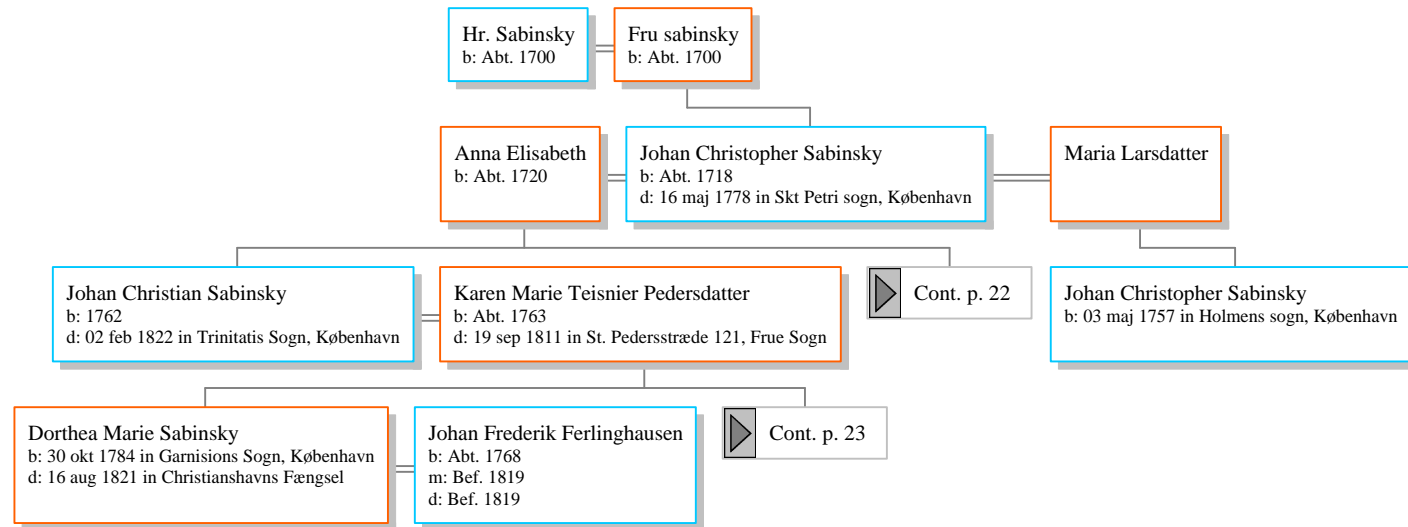 Hr. Sabinsky
b: Abt. 1700
Fru sabinsky
b: Abt. 1700
Anna Elisabeth
b: Abt. 1720
Johan Christopher Sabinsky
b: Abt. 1718
d: 16 maj 1778 in Skt Petri sogn, København
Maria Larsdatter
Johan Christian Sabinsky
b: 1762
d: 02 feb 1822 in Trinitatis Sogn, København
Karen Marie Teisnier Pedersdatter
b: Abt. 1763
d: 19 sep 1811 in St. Pedersstræde 121, Frue Sogn
Cont. p. 22
Johan Christopher Sabinsky
b: 03 maj 1757 in Holmens sogn, København
Dorthea Marie Sabinsky
b: 30 okt 1784 in Garnisions Sogn, København
d: 16 aug 1821 in Christianshavns Fængsel
Johan Frederik Ferlinghausen
b: Abt. 1768
m: Bef. 1819
d: Bef. 1819
Cont. p. 23